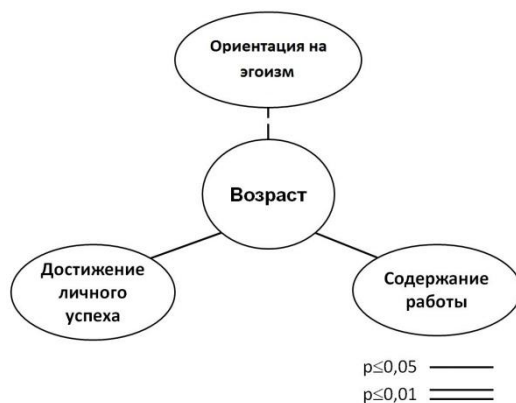 Ориентация на
эгоизм
Возраст
Достижение
личного
успеха
Содержание
работы
p≤0,05
p≤0,01